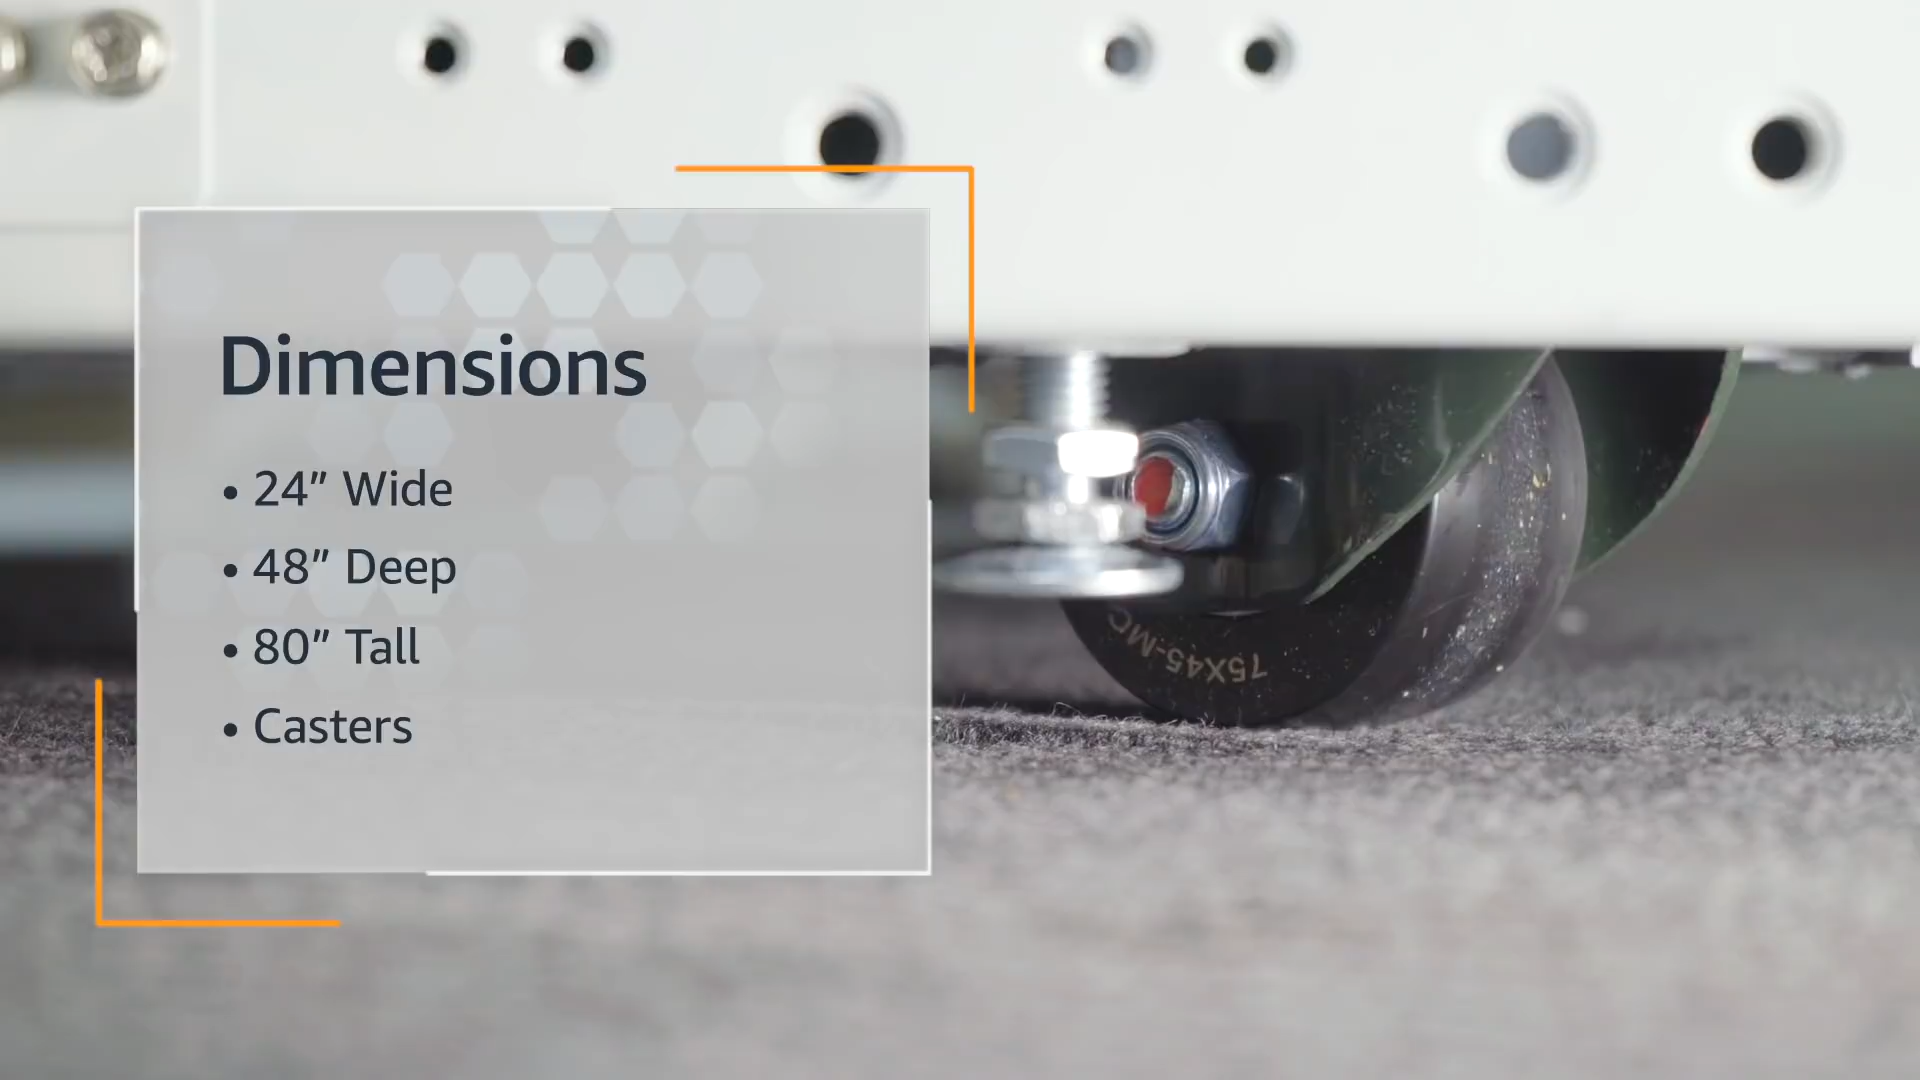 Dimensions
• 24” Wide
• 48” Deep
• 80” Tall
• Casters
75X45-MC